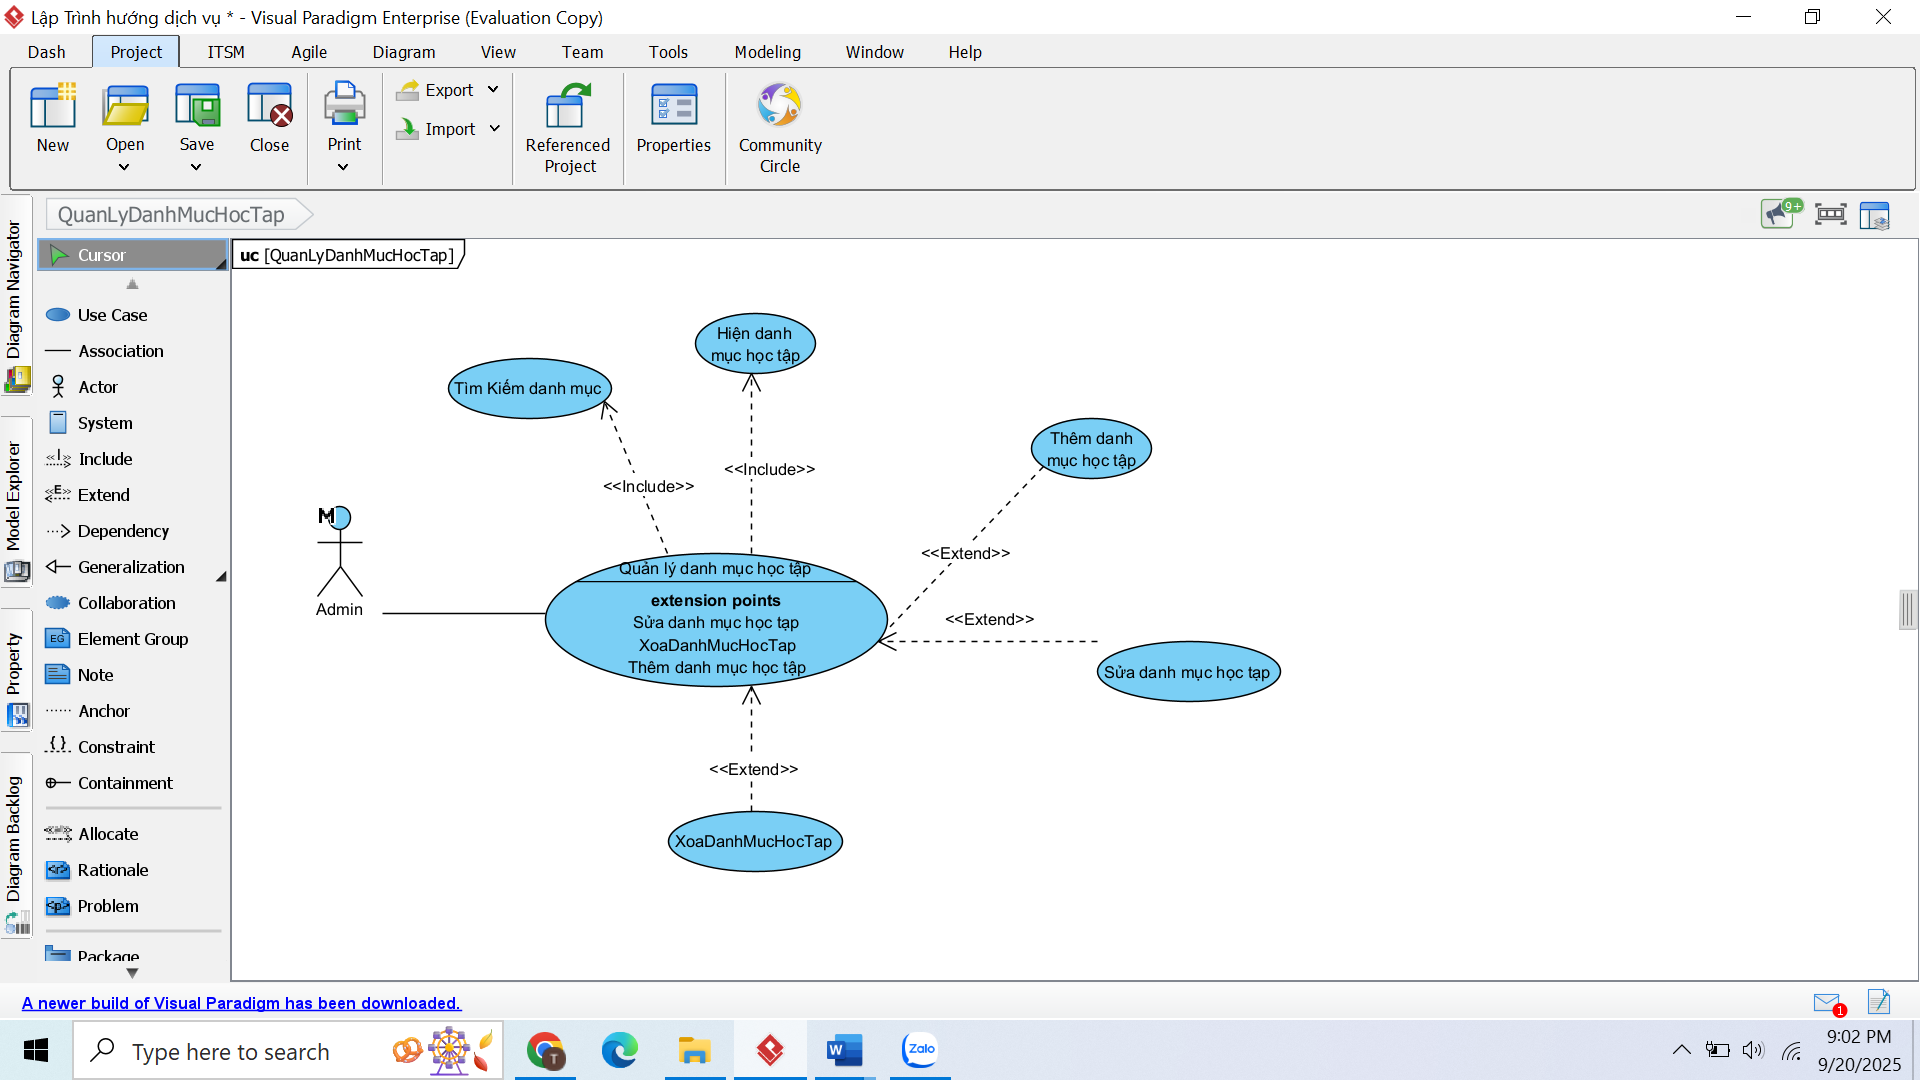 Lập Trình hướng dịch vụ * - Visual Paradigm Enterprise (Evaluation Copy)
Dash Project ITSM Agile Diagram View Team Tools Modeling Window Help
New
Open
Save
Close
Print
Export
Import
Referenced
Project
Properties
Community
Circle
Diagram Navigator
Model Explorer
Property
Diagram Backlog
QuanLyDanhMucHocTap
9+
Cursor
Use Case
Association
Actor
System
<<I>> Include
<<E>> Extend
Dependency
Generalization
Collaboration
EG Element Group
Note
Anchor
{} Constraint
Containment
Allocate
<R> Rationale
<P> Problem
Package
uc [QuanLyDanhMucHocTap]
Hiện danh
mục học tập
Tìm Kiếm danh mục
Thêm danh
mục học tập
<<Include>>
<<Include>>
M
Admin
<<Extend>>
Quản lý danh mục học tập
extension points
Sửa danh mục học tạp
XoaDanhMucHocTap
Thêm danh mục học tập
<<Extend>>
Sửa danh mục học tạp
<<Extend>>
XoaDanhMucHocTap
A newer build of Visual Paradigm has been downloaded.
1
Type here to search
T
W
Zalo
9:02 PM
9/20/2025